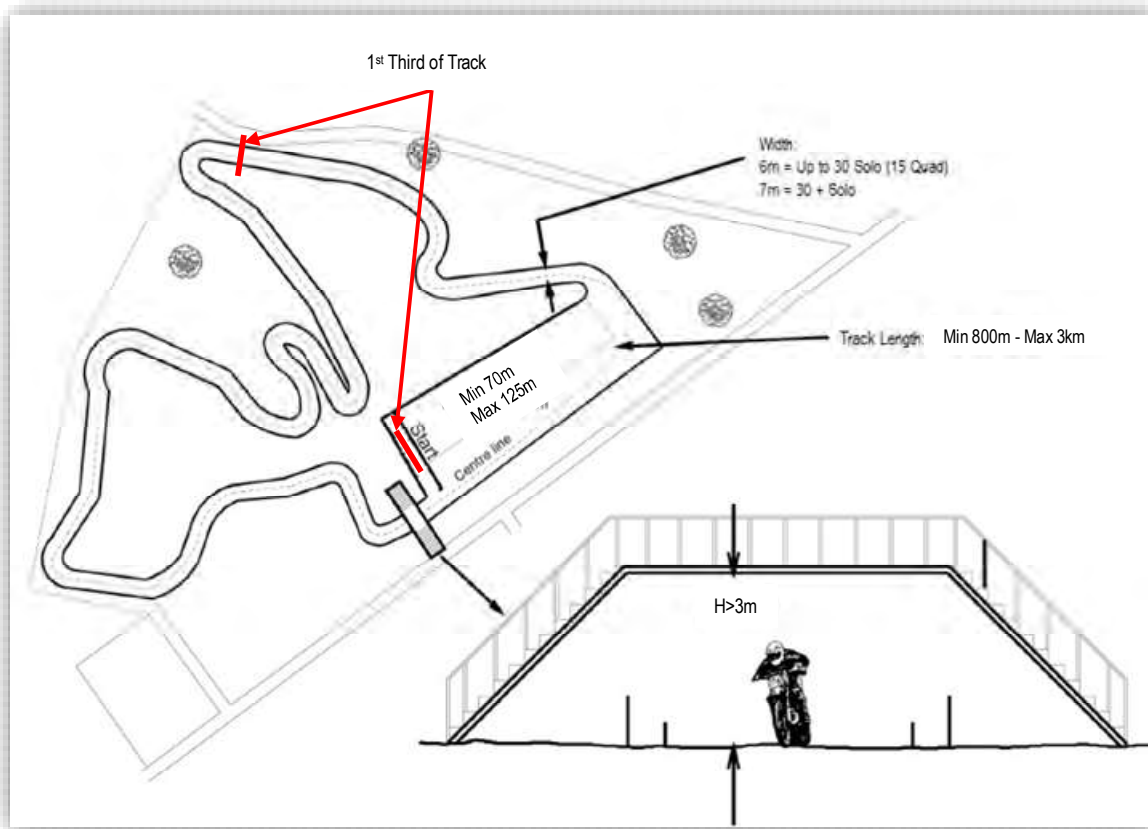 1st Third of Track
Width:
6m = Up to 30 Solo (15 Quad)
7m = 30 + Solo
Track Length: Min 800m - Max 3km
Min 70m
Max 125m
Start
Centre line
H>3m